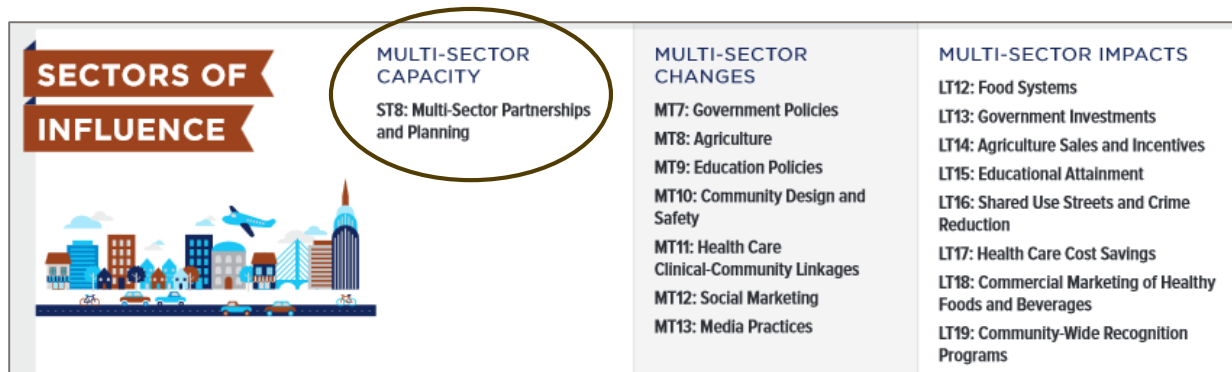 SECTORS OF
INFLUENCE
MULTI-SECTOR
CAPACITY
ST8: Multi-Sector Partnerships
and Planning
MULTI-SECTOR
CHANGES
MT7: Government Policies
MT8: Agriculture
MT9: Education Policies
MT10: Community Design and
Safety
MT11: Health Care
Clinical-Community Linkages
MT12: Social Marketing
MT13: Media Practices
MULTI-SECTOR IMPACTS
LT12: Food Systems
LT13: Government Investments
LT14: Agriculture Sales and Incentives
LT15: Educational Attainment
LT16: Shared Use Streets and Crime
Reduction
LT17: Health Care Cost Savings
LT18: Commercial Marketing of Healthy
Foods and Beverages
LT19: Community-Wide Recognition
Programs